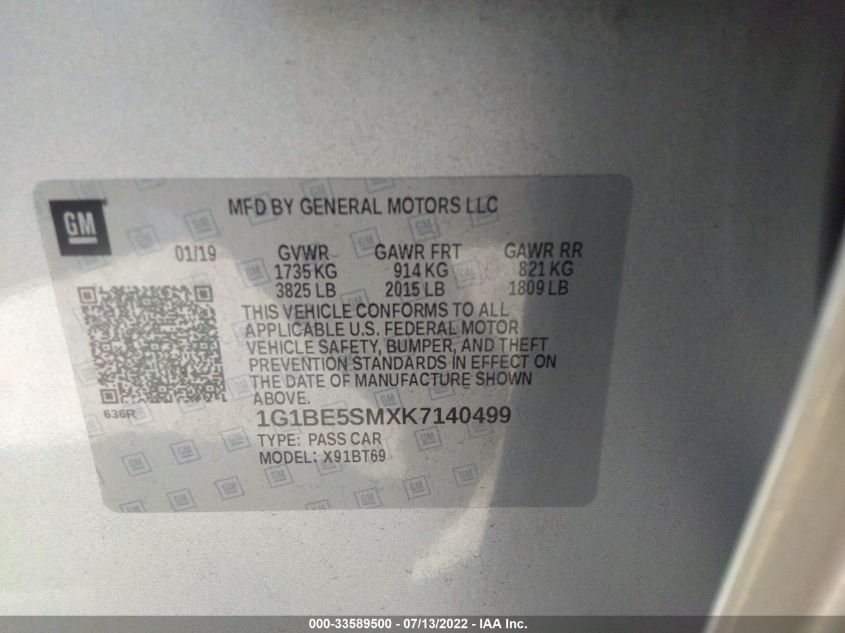 GM
MFD BY GENERAL MOTORS LLC
01/19 GVWR GAWR FRT GAWR RR
1735 KG 914 KG 821 KG
3825 LB 2015 LB 1809 LB
THIS VEHICLE CONFORMS TO ALL
APPLICABLE U.S. FEDERAL MOTOR
VEHICLE SAFETY, BUMPER, AND THEFT
PREVENTION STANDARDS IN EFFECT ON
THE DATE OF MANUFACTURE SHOWN
ABOVE.
636R
1G1BE5SMXK7140499
TYPE: PASS CAR
MODEL: X91BT69
000-33589500 - 07/13/2022 - IAA Inc.